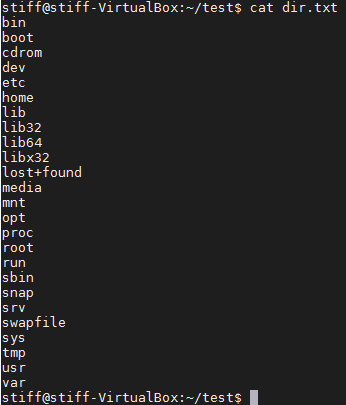 stiff@stiff-VirtualBox:~/test$ cat dir.txt
bin
boot
cdrom
dev
etc
home
lib
lib32
lib64
libx32
lost+found
media
mnt
opt
proc
root
run
sbin
snap
srv
swapfile
sys
tmp
usr
var
stiff@stiff-VirtualBox:~/test$